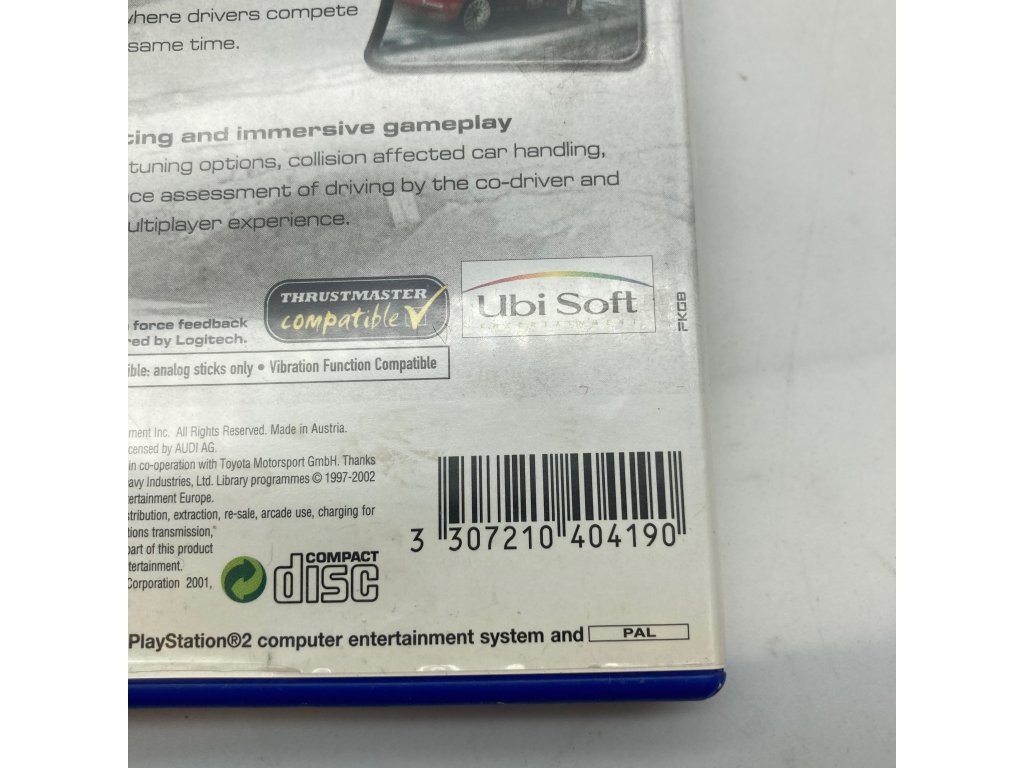 where drivers compete
same time.
cing and immersive gameplay
tuning options, collision affected car handling,
ce assessment of driving by the co-driver and
ultiplayer experience.
THRUSTMASTER
compatible
Ubi Soft
ENTERTAINMENT
FKGB
force feedback
red by Logitech.
ible: analog sticks only • Vibration Function Compatible
ment Inc. All Rights Reserved. Made in Austria.
censed by AUDI AG.
in co-operation with Toyota Motorsport GmbH. Thanks
avy Industries, Ltd. Library programmes © 1997-2002
ertainment Europe.
stribution, extraction, re-sale, arcade use, charging for
tions transmission,
part of this product
tertainment.
Corporation 2001,
COMPACT
disc
3 307210 404190
PlayStation®2 computer entertainment system and PAL